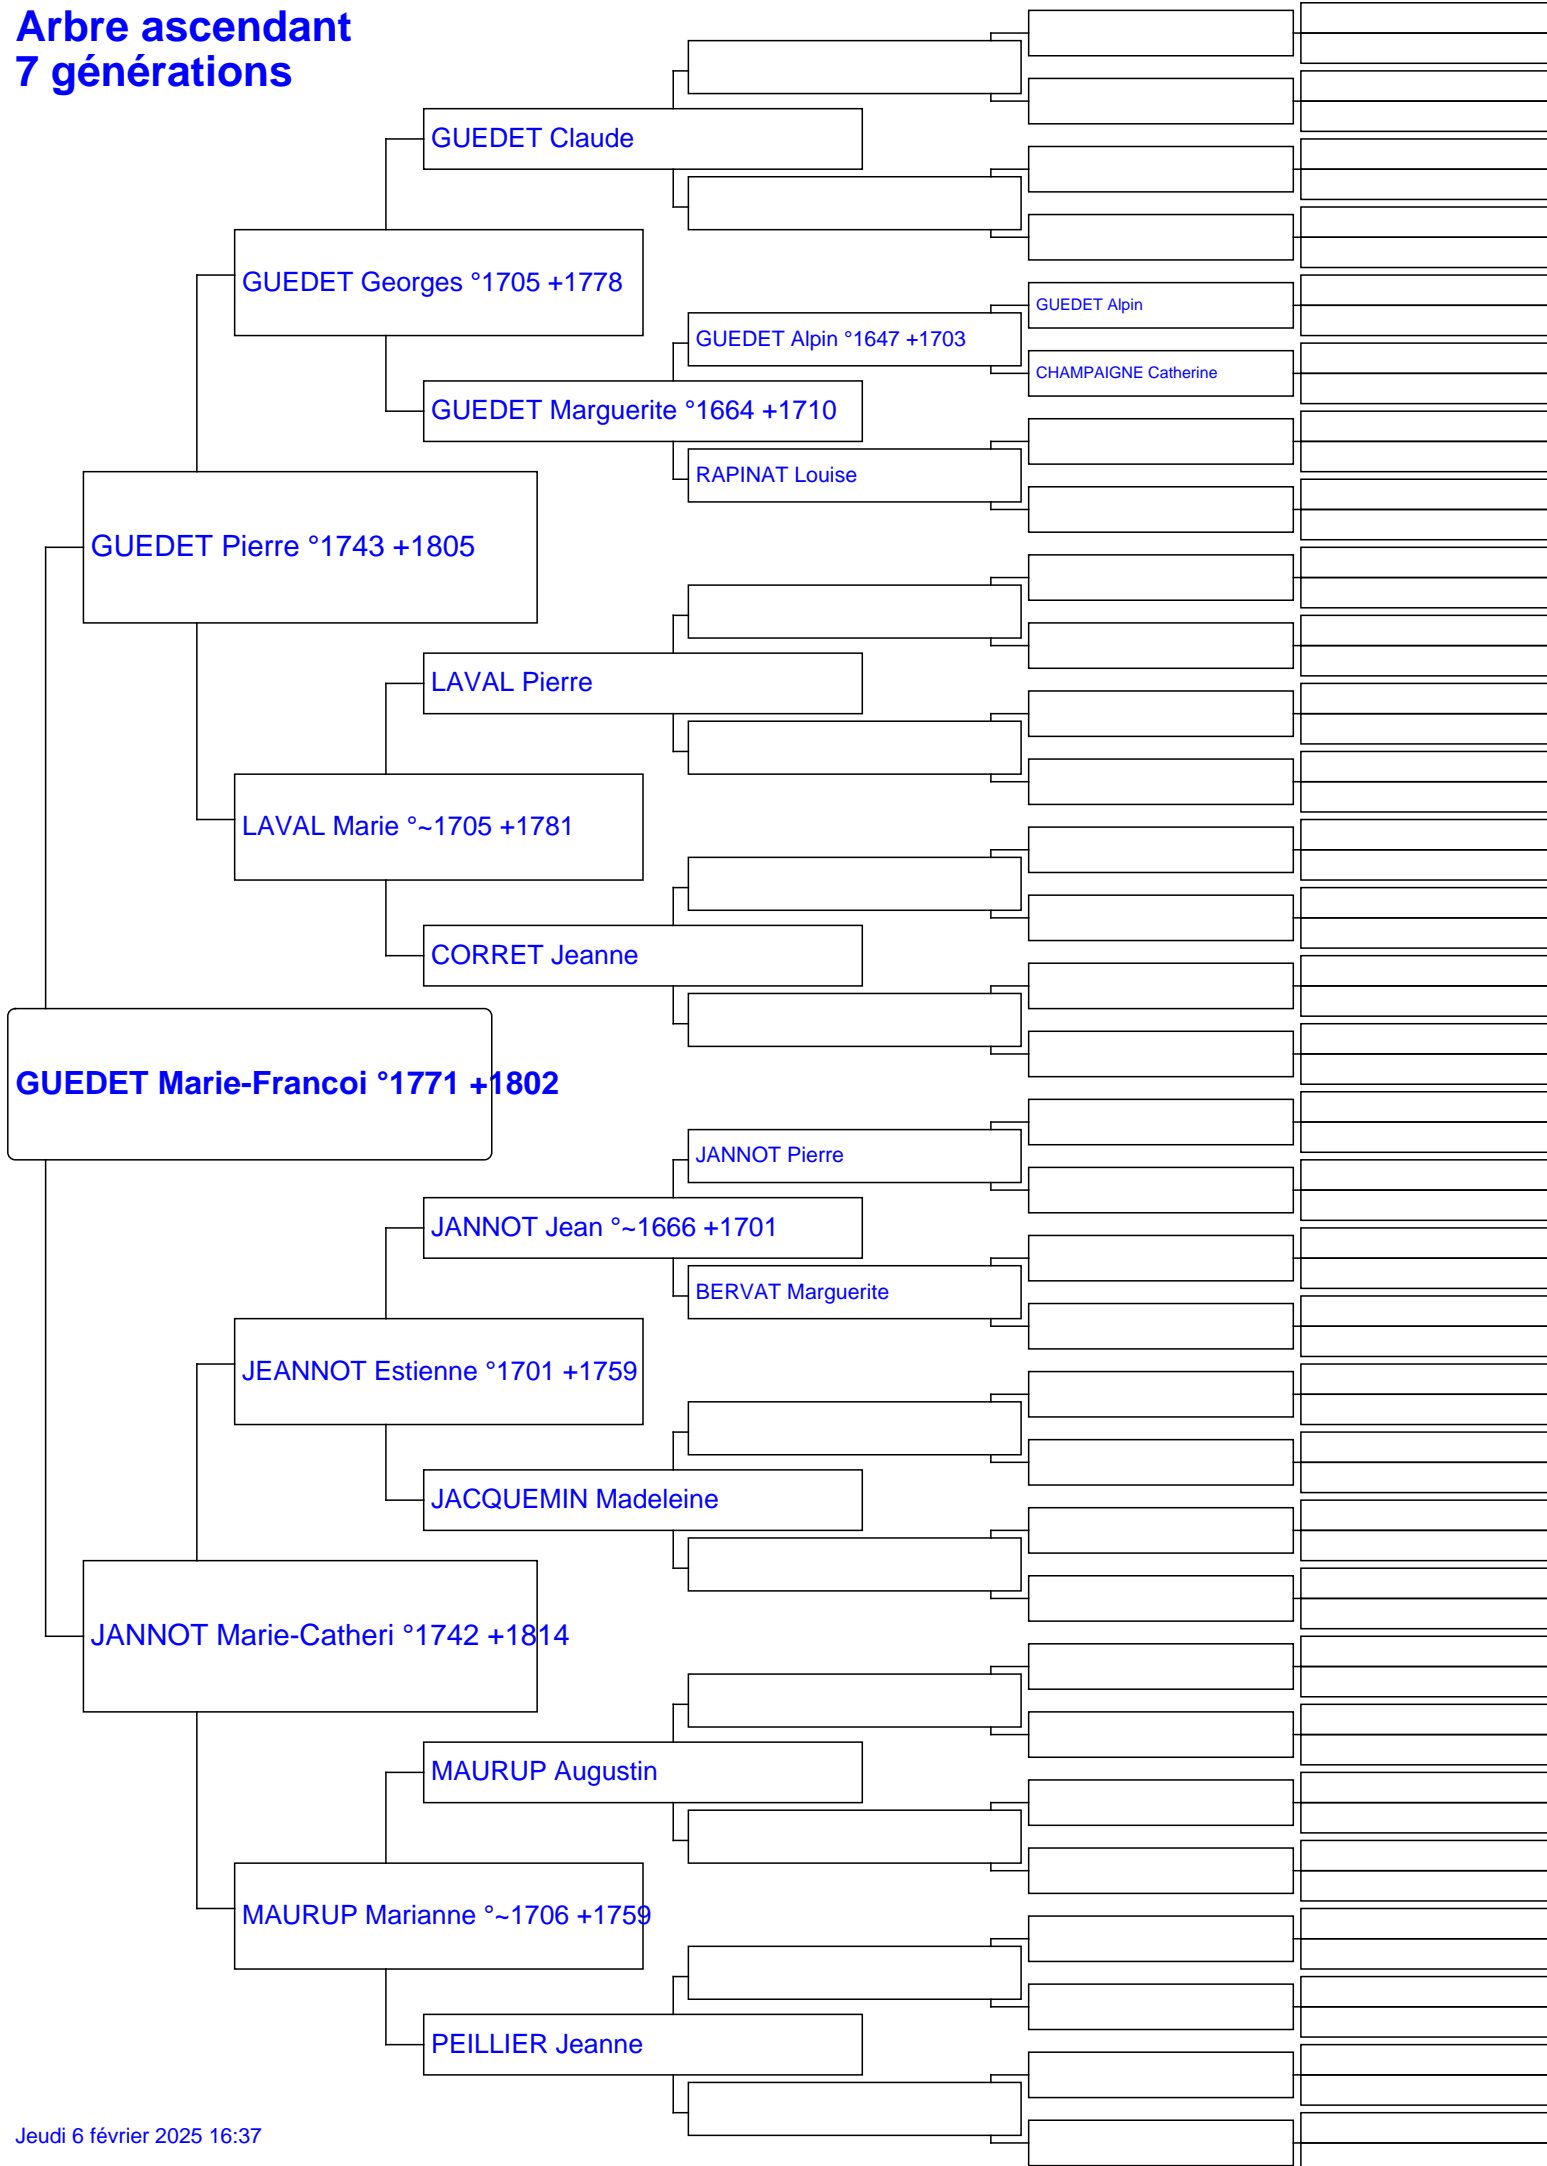 Arbre ascendant
7 générations
GUEDET Claude
GUEDET Georges °1705 +1778
GUEDET Alpin
GUEDET Alpin °1647 +1703
CHAMPAIGNE Catherine
GUEDET Marguerite °1664 +1710
RAPINAT Louise
GUEDET Pierre °1743 +1805
LAVAL Pierre
LAVAL Marie °~1705 +1781
CORRET Jeanne
GUEDET Marie-Francoi °1771 +1802
JANNOT Pierre
JANNOT Jean °~1666 +1701
BERVAT Marguerite
JEANNOT Estienne °1701 +1759
JACQUEMIN Madeleine
JANNOT Marie-Catheri °1742 +1814
MAURUP Augustin
MAURUP Marianne °~1706 +1759
PEILLIER Jeanne
Jeudi 6 février 2025 16:37